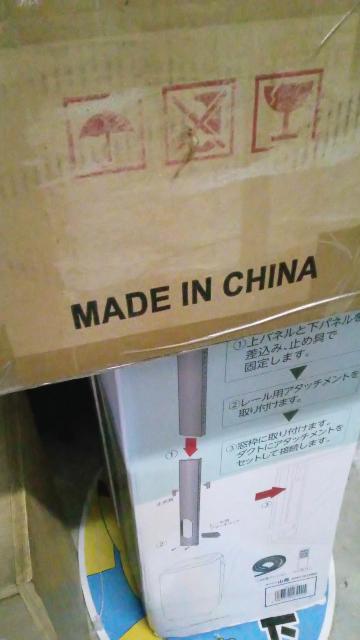 MADE IN CHINA
①上パネルと下パネルを
差込み、止め具で
固定します。
②レール用アタッチメントを
取り付けます。
③窓枠に取り付けます。
ダクトにアタッチメントを
セットして接続します。
①
②
③